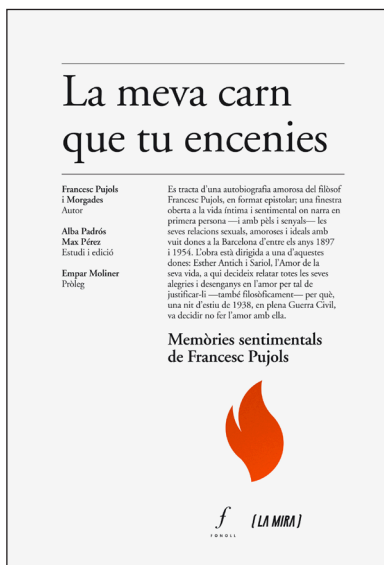 La meva carn
que tu encenies
Francesc Pujols
i Morgades
Autor
Alba Padrós
Max Pérez
Estudi i edició
Empar Moliner
Pròleg
Es tracta d'una autobiografia amorosa del filòsof
Francesc Pujols, en format epistolar; una finestra
oberta a la vida íntima i sentimental on narra en
primera persona —i amb pèls i senyals— les
seves relacions sexuals, amoroses i ideals amb
vuit dones a la Barcelona d'entre els anys 1897
i 1954. L'obra està dirigida a una d'aquestes
dones: Esther Antich i Sariol, l'Amor de la
seva vida, a qui decideix relatar totes les seves
alegries i desenganys en l'amor per tal de
justificar-li —també filosòficament— per què,
una nit d'estiu de 1938, en plena Guerra Civil,
va decidir no fer l'amor amb ella.
Memòries sentimentals
de Francesc Pujols
f
FONOLL
[LA MIRA]